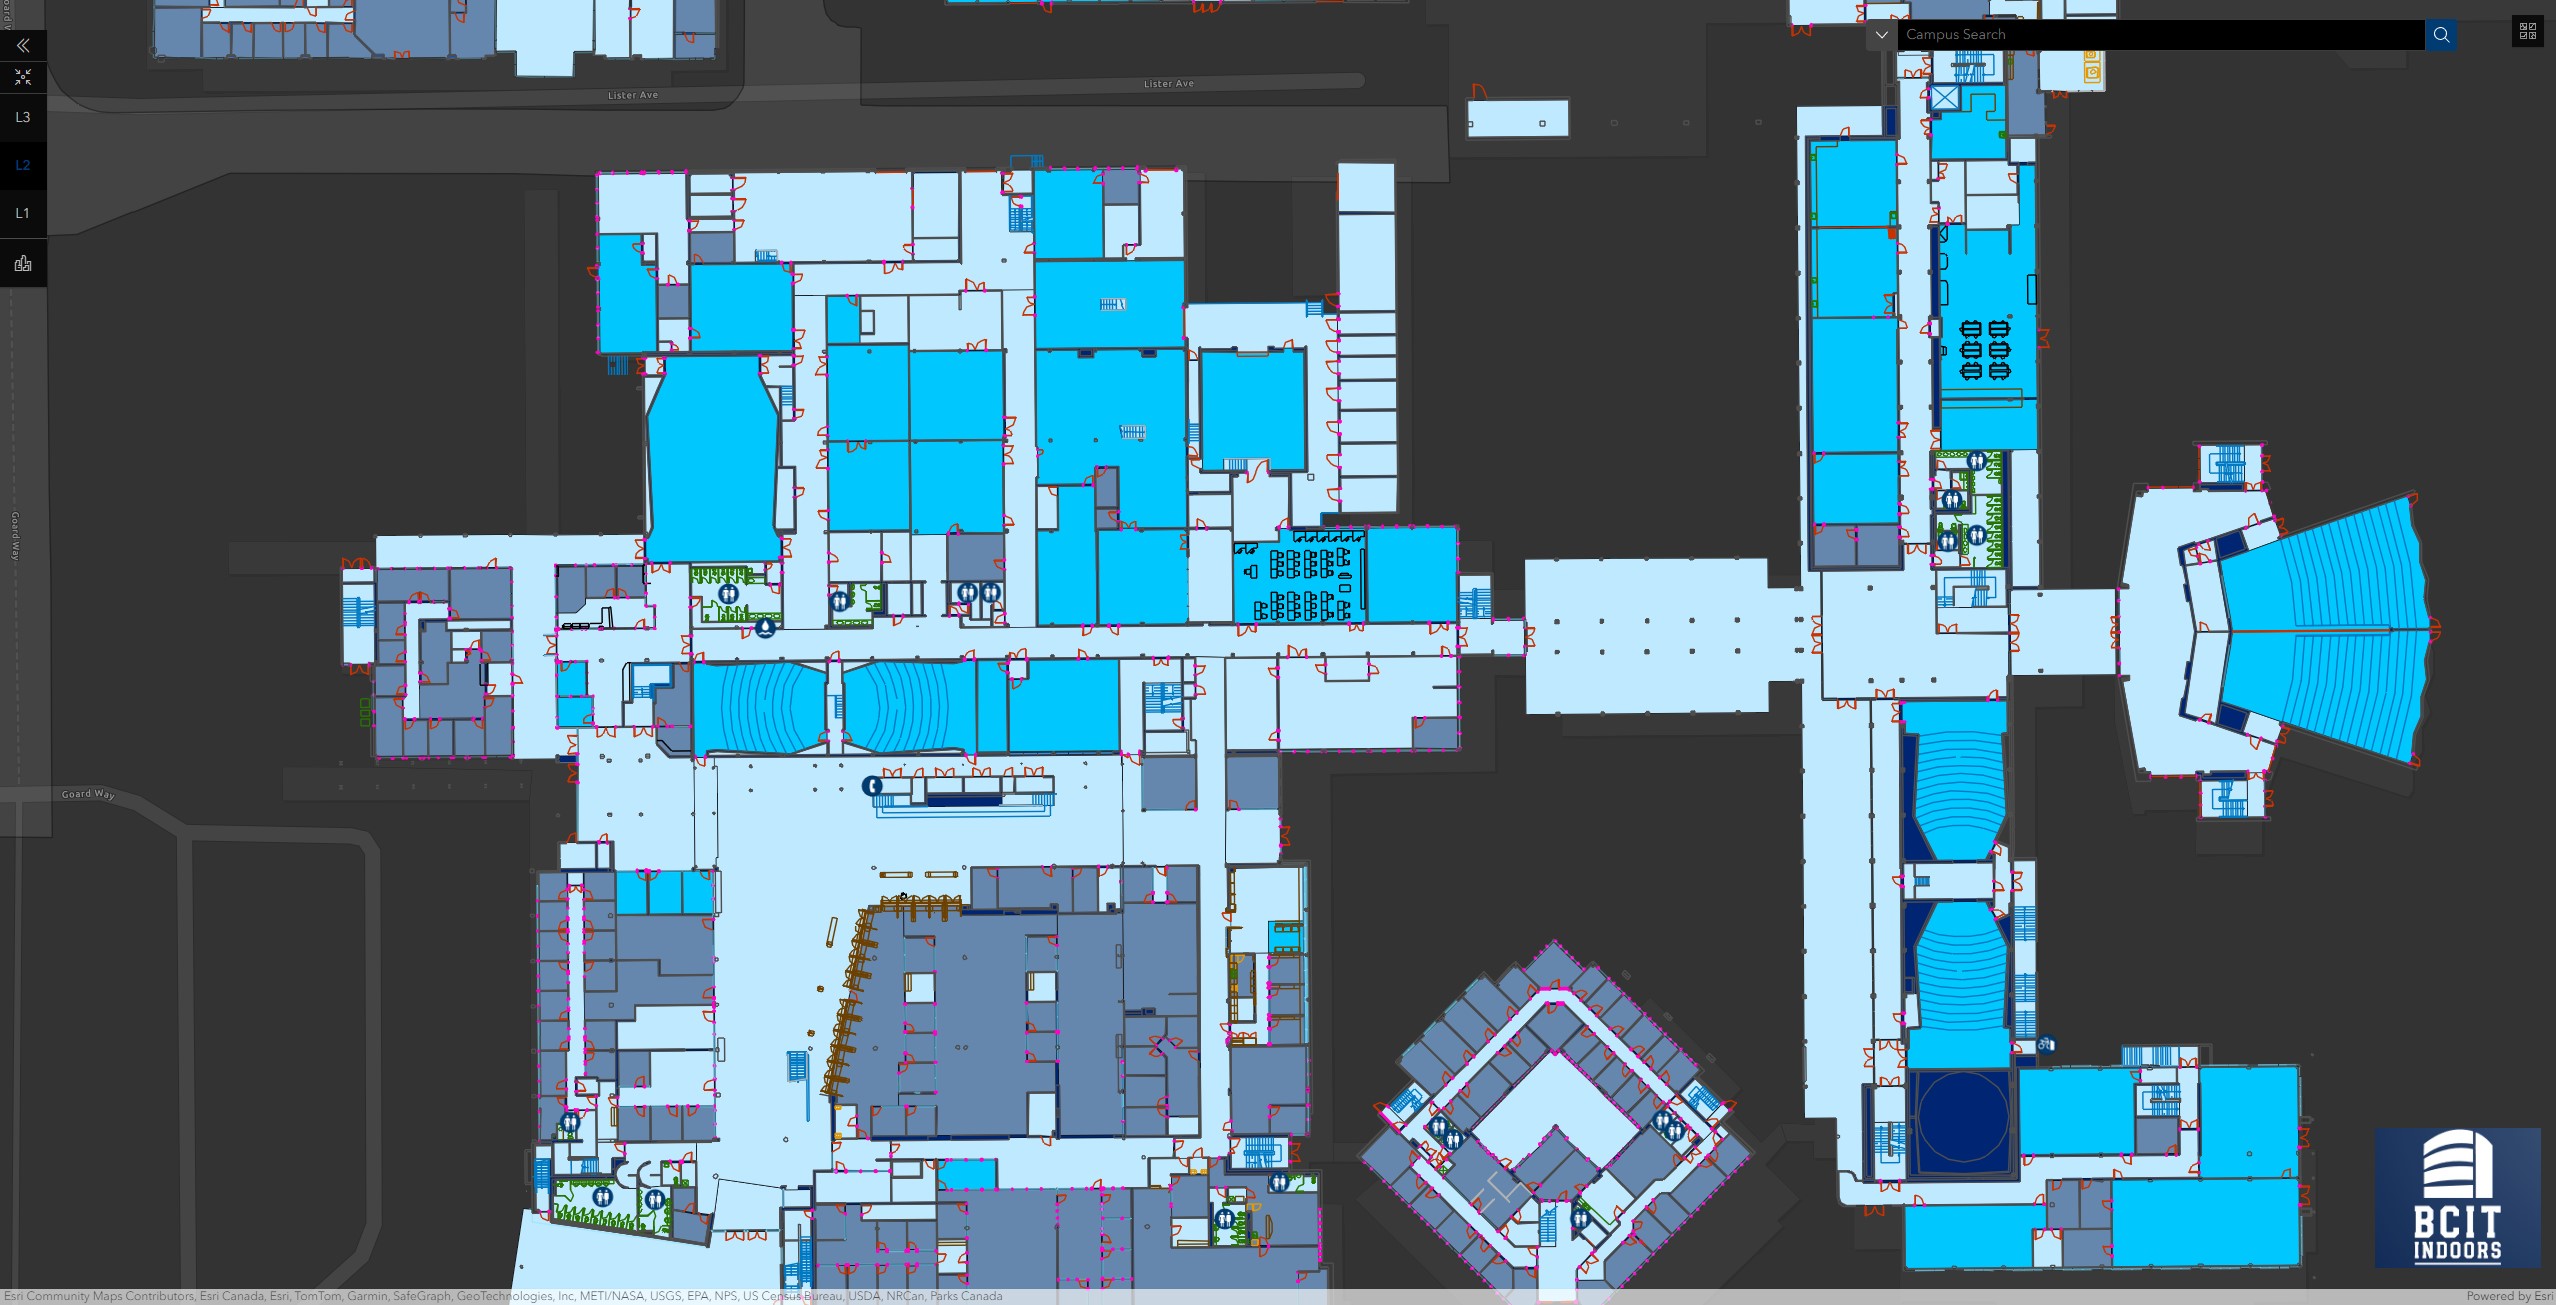 Campus Search
Lister Ave
Lister Ave
L3
L2
L1
Goard Way
Goard Way
BCIT
INDOORS
Esri Community Maps Contributors, Esri Canada, Esri, TomTom, Garmin, SafeGraph, GeoTechnologies, Inc, METI/NASA, USGS, EPA, NPS, US Census Bureau, USDA, NRCan, Parks Canada
Powered by Esri